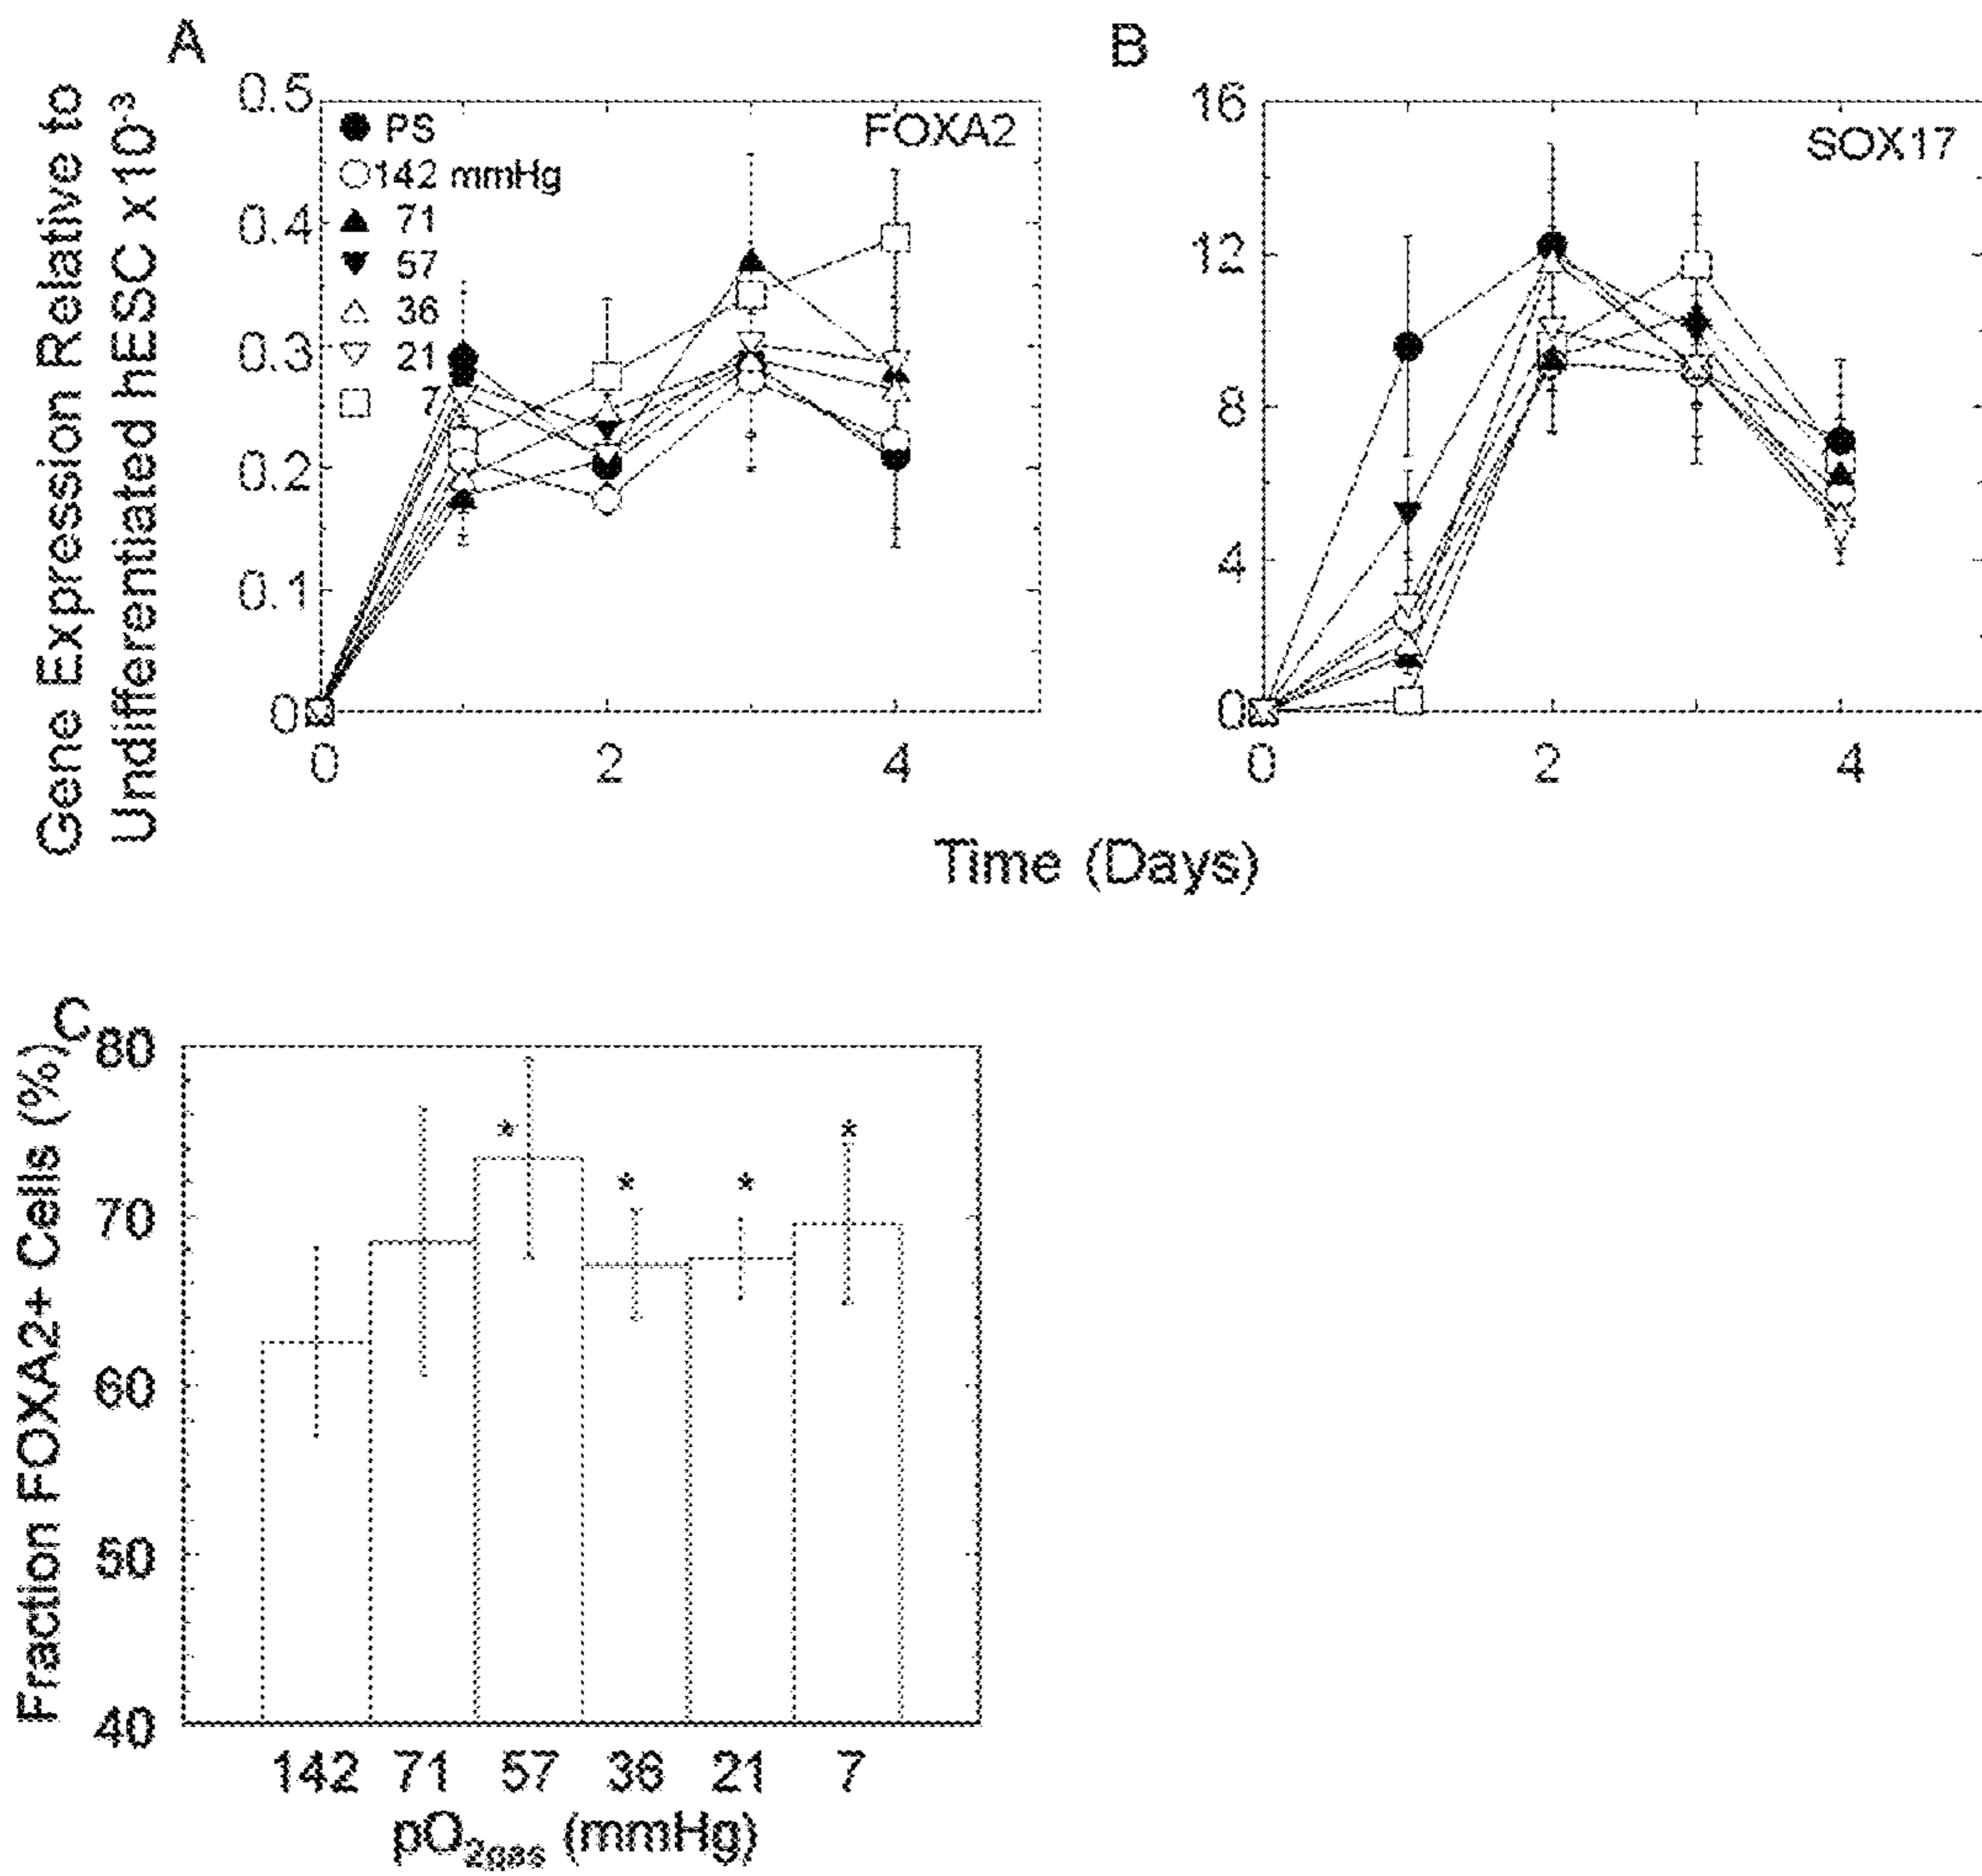 A
Gene Expression Relative to
Undifferentiated hESC x10-3
0.5
0.4
0.3
0.2
0.1
0
PS
142 mmHg
71
57
36
21
7
FOXA2
0 2 4
B
16
12
8
4
0
SOX17
0 2 4
Time (Days)
C
Fraction FOXA2+ Cells (%)
80
70
60
50
40
* * * *
142 71 57 36 21 7
pO2gas (mmHg)